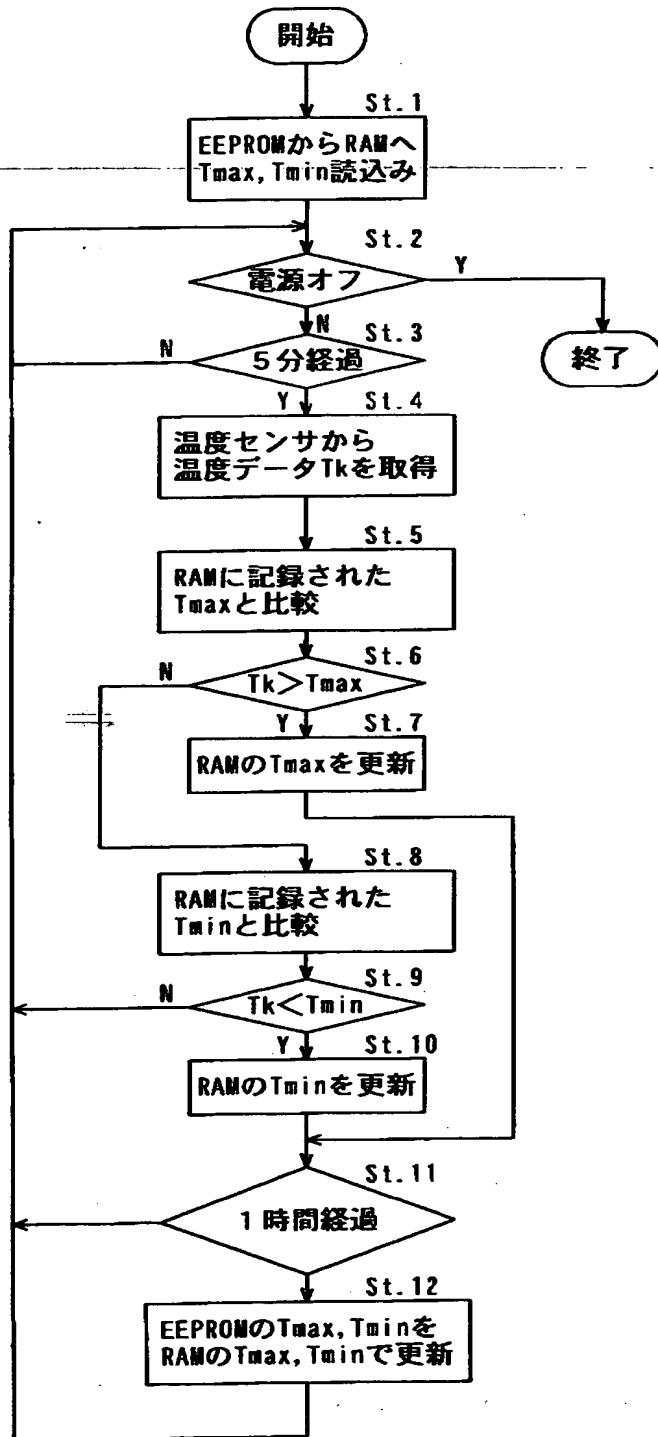 開始
St.1
EEPROMからRAMへ
Tmax,Tmin読込み
St.2
電源オフ
Y
N
St.3
5分経過
N
終了
Y
St.4
温度センサから
温度データTkを取得
St.5
RAMに記録された
Tmaxと比較
St.6
N
Tk＞Tmax
Y
St.7
RAMのTmaxを更新
St.8
RAMに記録された
Tminと比較
St.9
N
Tk＜Tmin
Y
St.10
RAMのTminを更新
St.11
1時間経過
St.12
EEPROMのTmax,Tminを
RAMのTmax,Tminで更新